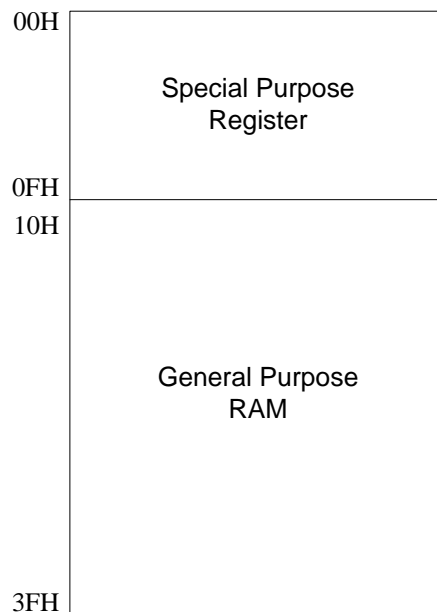 00H
Special Purpose
Register
0FH
10H
General Purpose
RAM
3FH